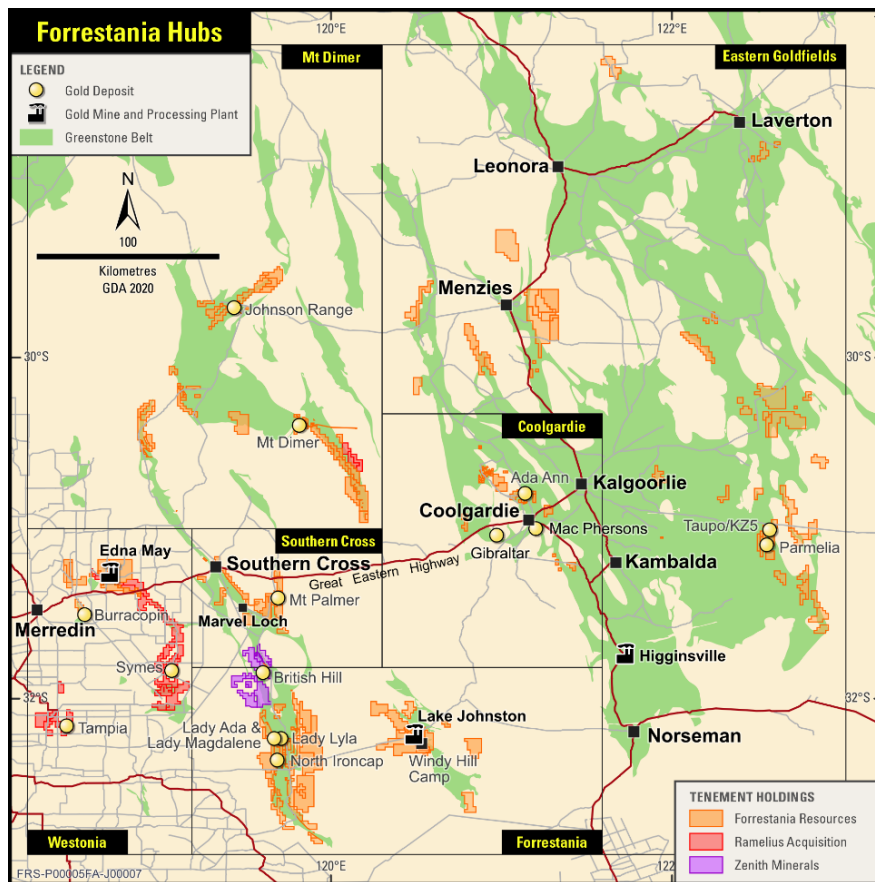 Forrestania Hubs
LEGEND
Gold Deposit
Gold Mine and Processing Plant
Greenstone Belt
120°E
122°E
Mt Dimer
Eastern Goldfields
N
100
Kilometres
GDA 2020
Laverton
Leonora
Menzies
Johnson Range
30°S
30°S
Mt Dimer
Coolgardie
Ada Ann
Kalgoorlie
Coolgardie
Mac Phersons
Gibraltar
Taupo/KZ5
Parmelia
Kambalda
Southern Cross
Edna May
Southern Cross
Great Eastern Highway
Mt Palmer
Marvel Loch
Merredin
Burracopin
Higginsville
Symes
British Hill
32°S
32°S
Tampia
Lady Ada &
Lady Magdalene
Lady Lyla
North Ironcap
Lake Johnston
Windy Hill
Camp
Norseman
Westonia
Forrestania
TENEMENT HOLDINGS
Forrestania Resources
Ramelius Acquisition
Zenith Minerals
FRS-P00005FA-J00007
120°E
122°E